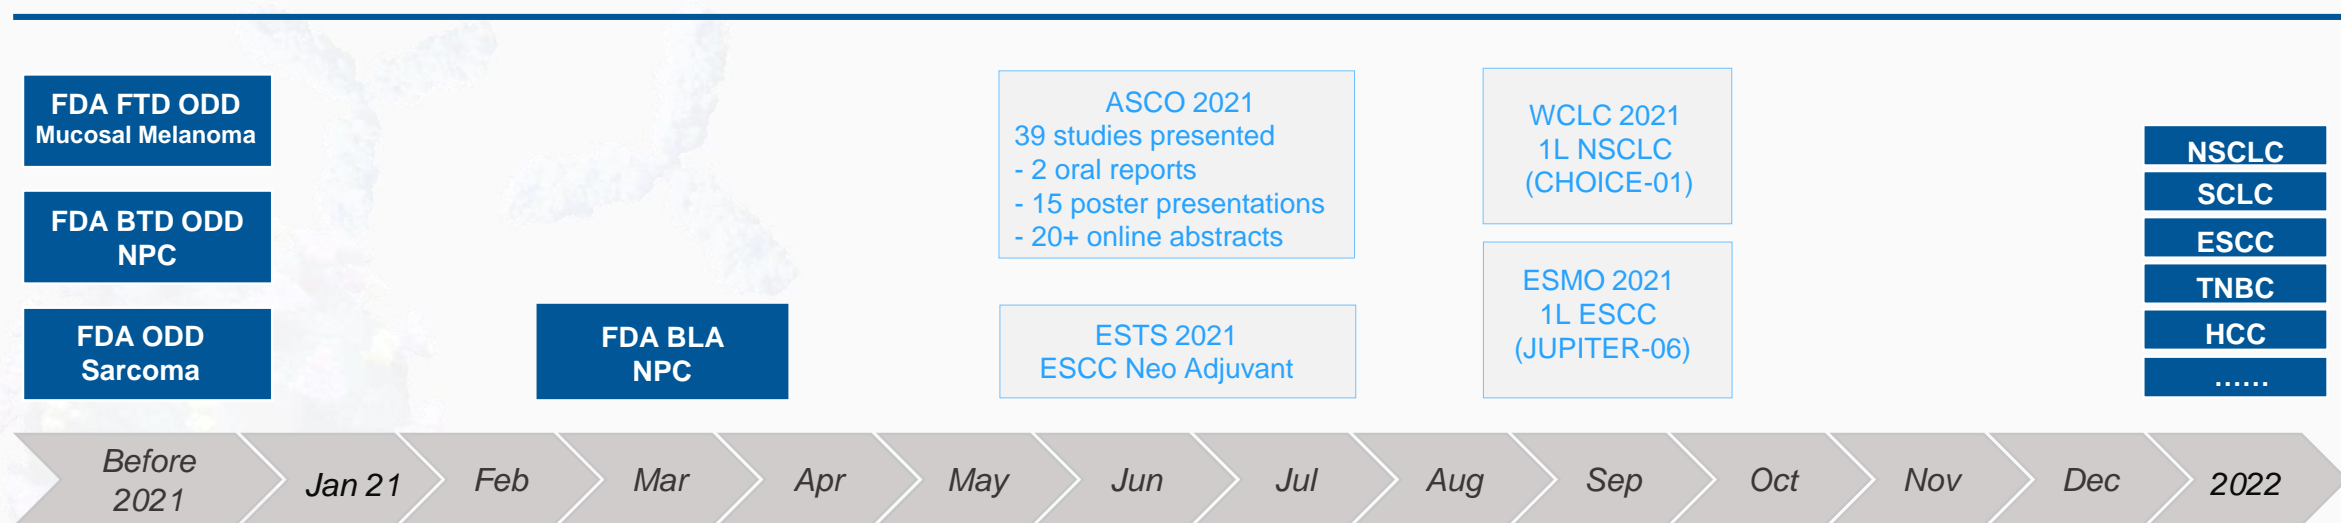 FDA FTD ODD
Mucosal Melanoma
FDA BTD ODD
NPC
FDA ODD
Sarcoma
FDA BLA
NPC
ASCO 2021
39 studies presented
- 2 oral reports
- 15 poster presentations
- 20+ online abstracts
ESTS 2021
ESCC Neo Adjuvant
WCLC 2021
1L NSCLC
(CHOICE-01)
ESMO 2021
1L ESCC
(JUPITER-06)
NSCLC
SCLC
ESCC
TNBC
HCC
......
Before
2021
Jan 21
Feb
Mar
Apr
May
Jun
Jul
Aug
Sep
Oct
Nov
Dec
2022